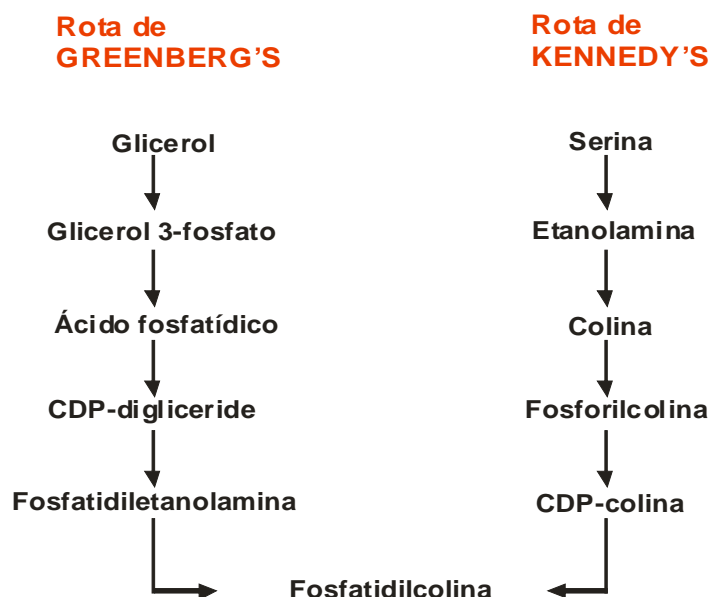 Rota de
GREENBERG'S
Glicerol
Glicerol 3-fosfato
Ácido fosfatídico
CDP-digliceride
Fosfatidiletanolamina
Rota de
KENNEDY'S
Serina
Etanolamina
Colina
Fosforilcolina
CDP-colina
Fosfatidilcolina